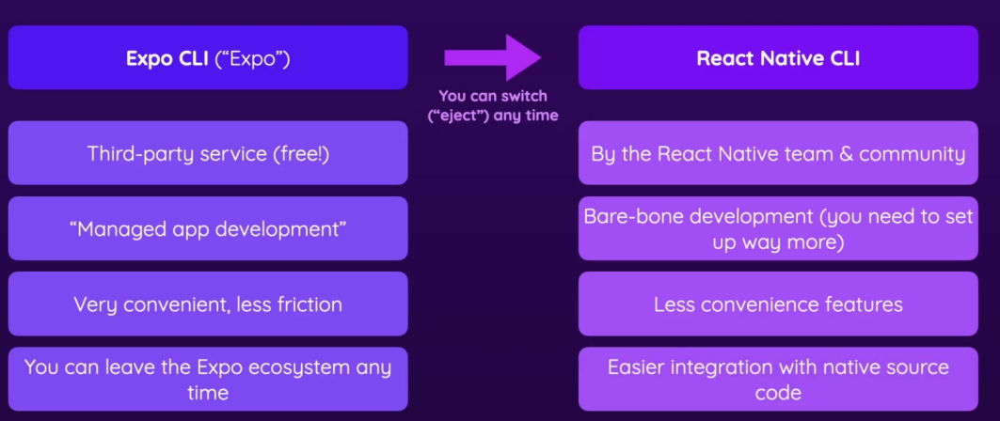 Expo CLI (“Expo”)
You can switch
(“eject”) any time
React Native CLI
Third-party service (free!)
By the React Native team & community
“Managed app development”
Bare-bone development (you need to set
up way more)
Very convenient, less friction
Less convenience features
You can leave the Expo ecosystem any
time
Easier integration with native source
code